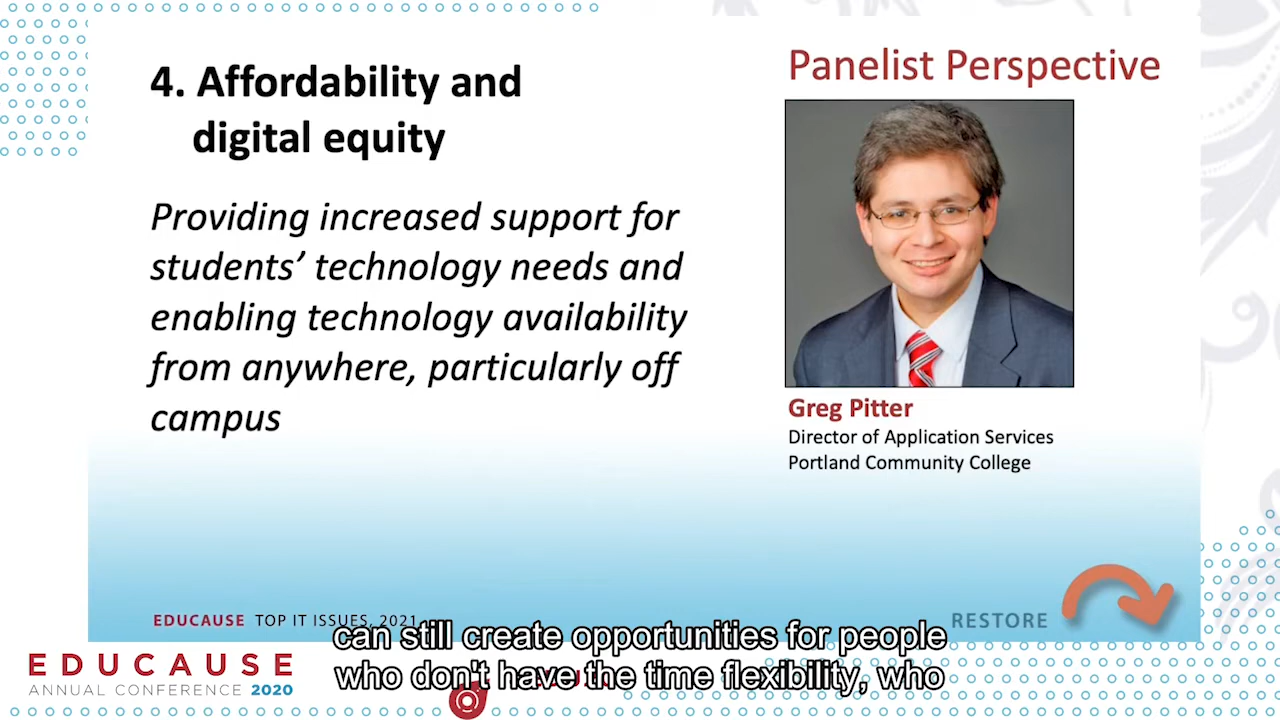 4. Affordability and
digital equity
Providing increased support for
students’ technology needs and
enabling technology availability
from anywhere, particularly off
campus
Panelist Perspective
Greg Pitter
Director of Application Services
Portland Community College
EDUCAUSE TOP IT ISSUES, 2021
RESTORE
can still create opportunities for people
who don't have the time flexibility, who
EDUCAUSE
ANNUAL CONFERENCE 2020